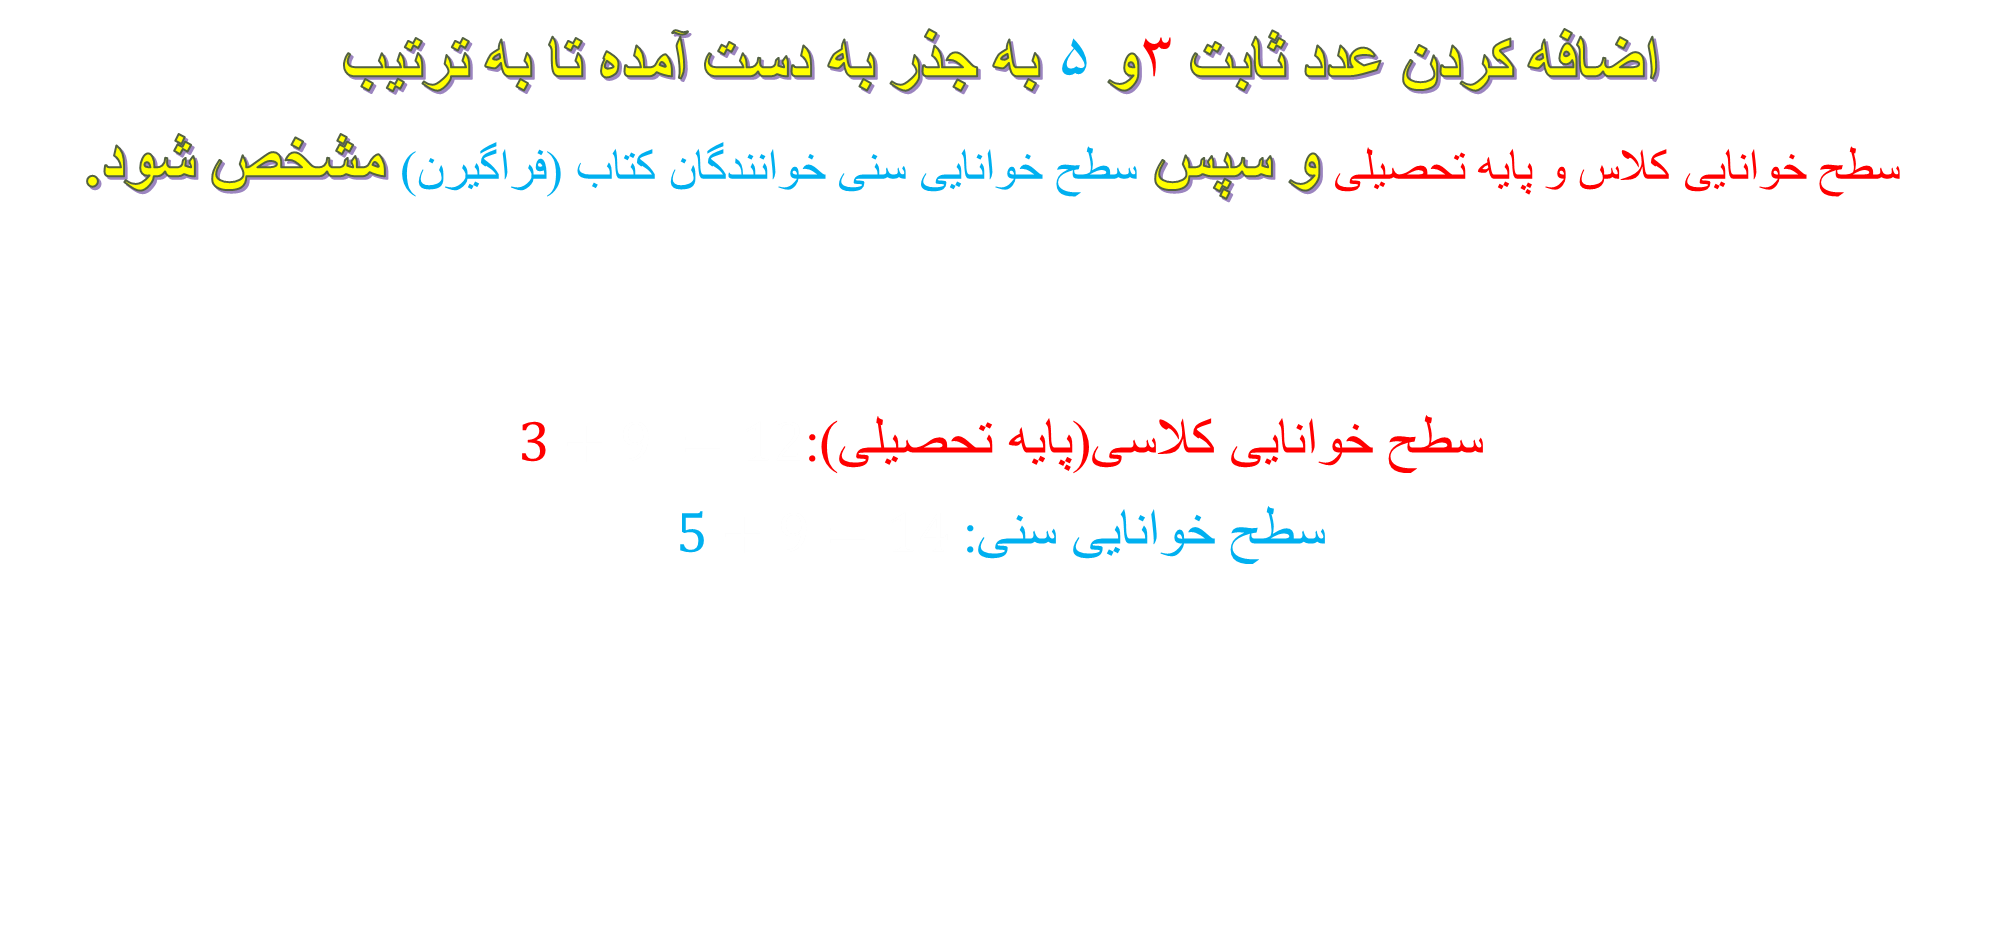 اضافه کردن عدد ثابت ۳و ۵ به جذر به دست آمده تا به ترتیب
سطح خوانایی کلاس و پایه تحصیلی و سپس سطح خوانایی سنی خوانندگان کتاب (فراگیرن) مشخص شود.
سطح خوانایی کلاسی(پایه تحصیلی): 3
سطح خوانایی سنی: 5